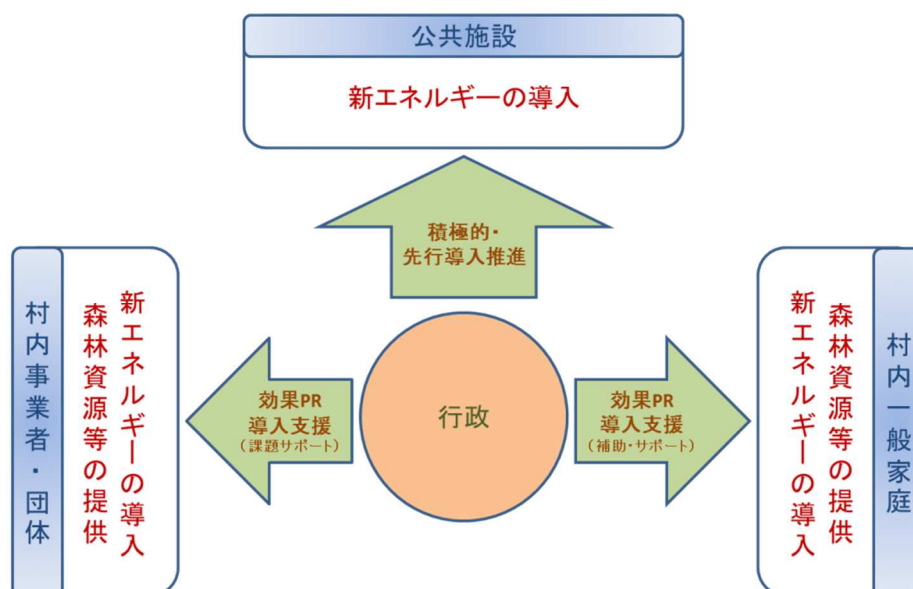 公共施設
新エネルギーの導入
積極的・
先行導入推進
村内事業者・団体
新エネルギーの導入
森林資源等の提供
効果PR
導入支援
（課題サポート）
行政
効果PR
導入支援
（補助・サポート）
森林資源等の提供
新エネルギーの導入
村内一般家庭